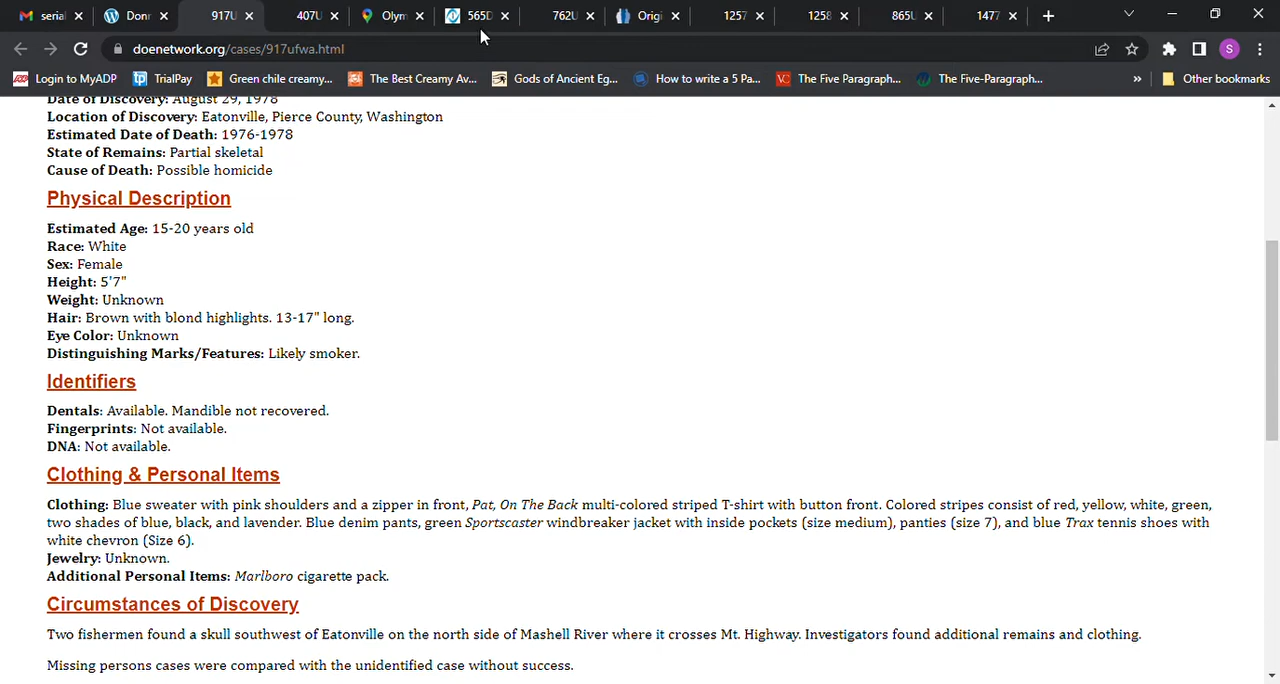 serial Donn 917U 407U Olym 565D 762U Origi 1257 1258 865U 1477
doenetwork.org/cases/917ufwa.html S
Login to MyADP TrialPay Green chile creamy... The Best Creamy Av... Gods of Ancient Eg... How to write a 5 Pa... The Five Paragraph... The Five-Paragraph... » Other bookmarks
Date of Discovery: August 29, 1978
Location of Discovery: Eatonville, Pierce County, Washington
Estimated Date of Death: 1976-1978
State of Remains: Partial skeletal
Cause of Death: Possible homicide
Physical Description
Estimated Age: 15-20 years old
Race: White
Sex: Female
Height: 5'7"
Weight: Unknown
Hair: Brown with blond highlights. 13-17" long.
Eye Color: Unknown
Distinguishing Marks/Features: Likely smoker.
Identifiers
Dentals: Available. Mandible not recovered.
Fingerprints: Not available.
DNA: Not available.
Clothing & Personal Items
Clothing: Blue sweater with pink shoulders and a zipper in front, Pat, On The Back multi-colored striped T-shirt with button front. Colored stripes consist of red, yellow, white, green,
two shades of blue, black, and lavender. Blue denim pants, green Sportscaster windbreaker jacket with inside pockets (size medium), panties (size 7), and blue Trax tennis shoes with
white chevron (Size 6).
Jewelry: Unknown.
Additional Personal Items: Marlboro cigarette pack.
Circumstances of Discovery
Two fishermen found a skull southwest of Eatonville on the north side of Mashell River where it crosses Mt. Highway. Investigators found additional remains and clothing.
Missing persons cases were compared with the unidentified case without success.